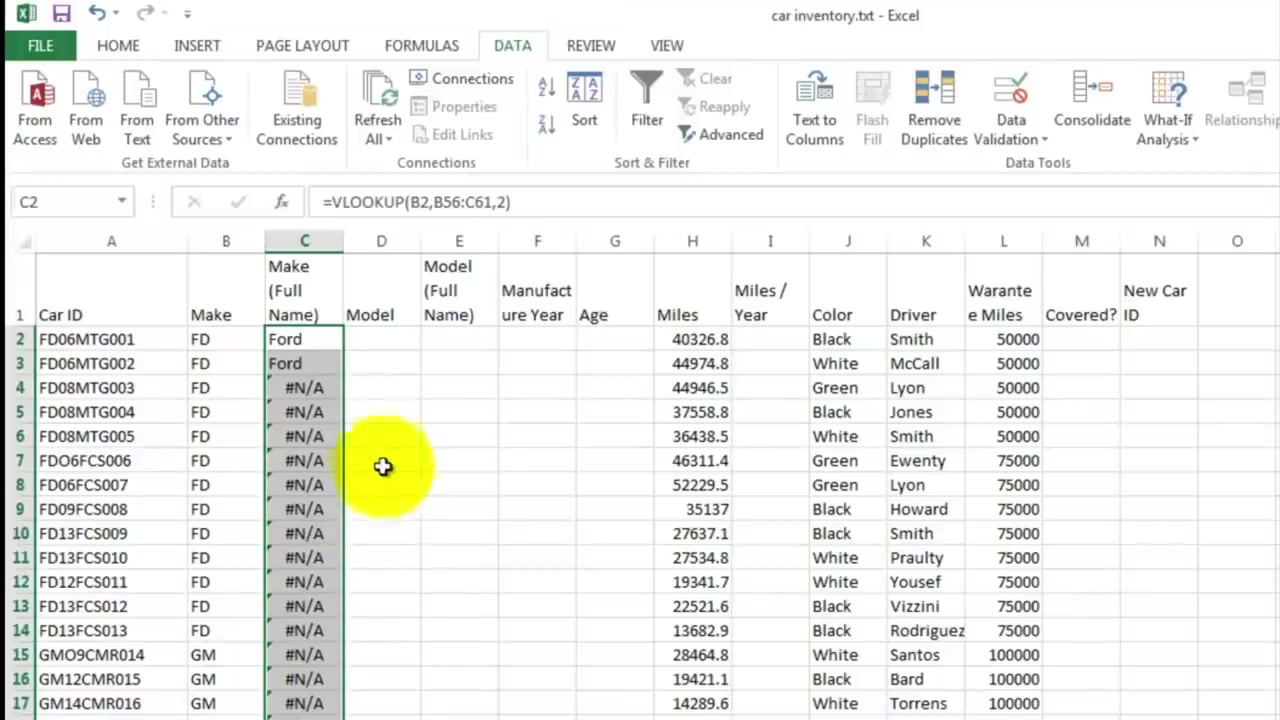 car inventory.txt - Excel
FILE HOME INSERT PAGE LAYOUT FORMULAS DATA REVIEW VIEW
From Access
From Web
From Text
From Other Sources
Existing Connections
Get External Data
Refresh All
Connections
Properties
Edit Links
Connections
A Z
Z A
Z A A Z
Sort
Filter
Clear
Reapply
Advanced
Sort & Filter
Text to Columns
Flash Fill
Remove Duplicates
Data Validation
Consolidate
What-If Analysis
Relationship
Data Tools
C2 fx =VLOOKUP(B2,B56:C61,2)
A B C D E F G H I J K L M N O
1 Car ID Make Make (Full Name) Model Model (Full Name) Manufacture Year Age Miles Miles / Year Color Driver Warantee Miles Covered? New Car ID
2 FD06MTG001 FD Ford 40326.8 Black Smith 50000
3 FD06MTG002 FD Ford 44974.8 White McCall 50000
4 FD08MTG003 FD #N/A 44946.5 Green Lyon 50000
5 FD08MTG004 FD #N/A 37558.8 Black Jones 50000
6 FD08MTG005 FD #N/A 36438.5 White Smith 50000
7 FDO6FCS006 FD #N/A 46311.4 Green Ewenty 75000
8 FD06FCS007 FD #N/A 52229.5 Green Lyon 75000
9 FD09FCS008 FD #N/A 35137 Black Howard 75000
10 FD13FCS009 FD #N/A 27637.1 Black Smith 75000
11 FD13FCS010 FD #N/A 27534.8 White Praulty 75000
12 FD12FCS011 FD #N/A 19341.7 White Yousef 75000
13 FD13FCS012 FD #N/A 22521.6 Black Vizzini 75000
14 FD13FCS013 FD #N/A 13682.9 Black Rodriguez 75000
15 GMO9CMR014 GM #N/A 28464.8 White Santos 100000
16 GM12CMR015 GM #N/A 19421.1 Black Bard 100000
17 GM14CMR016 GM #N/A 14289.6 White Torrens 100000